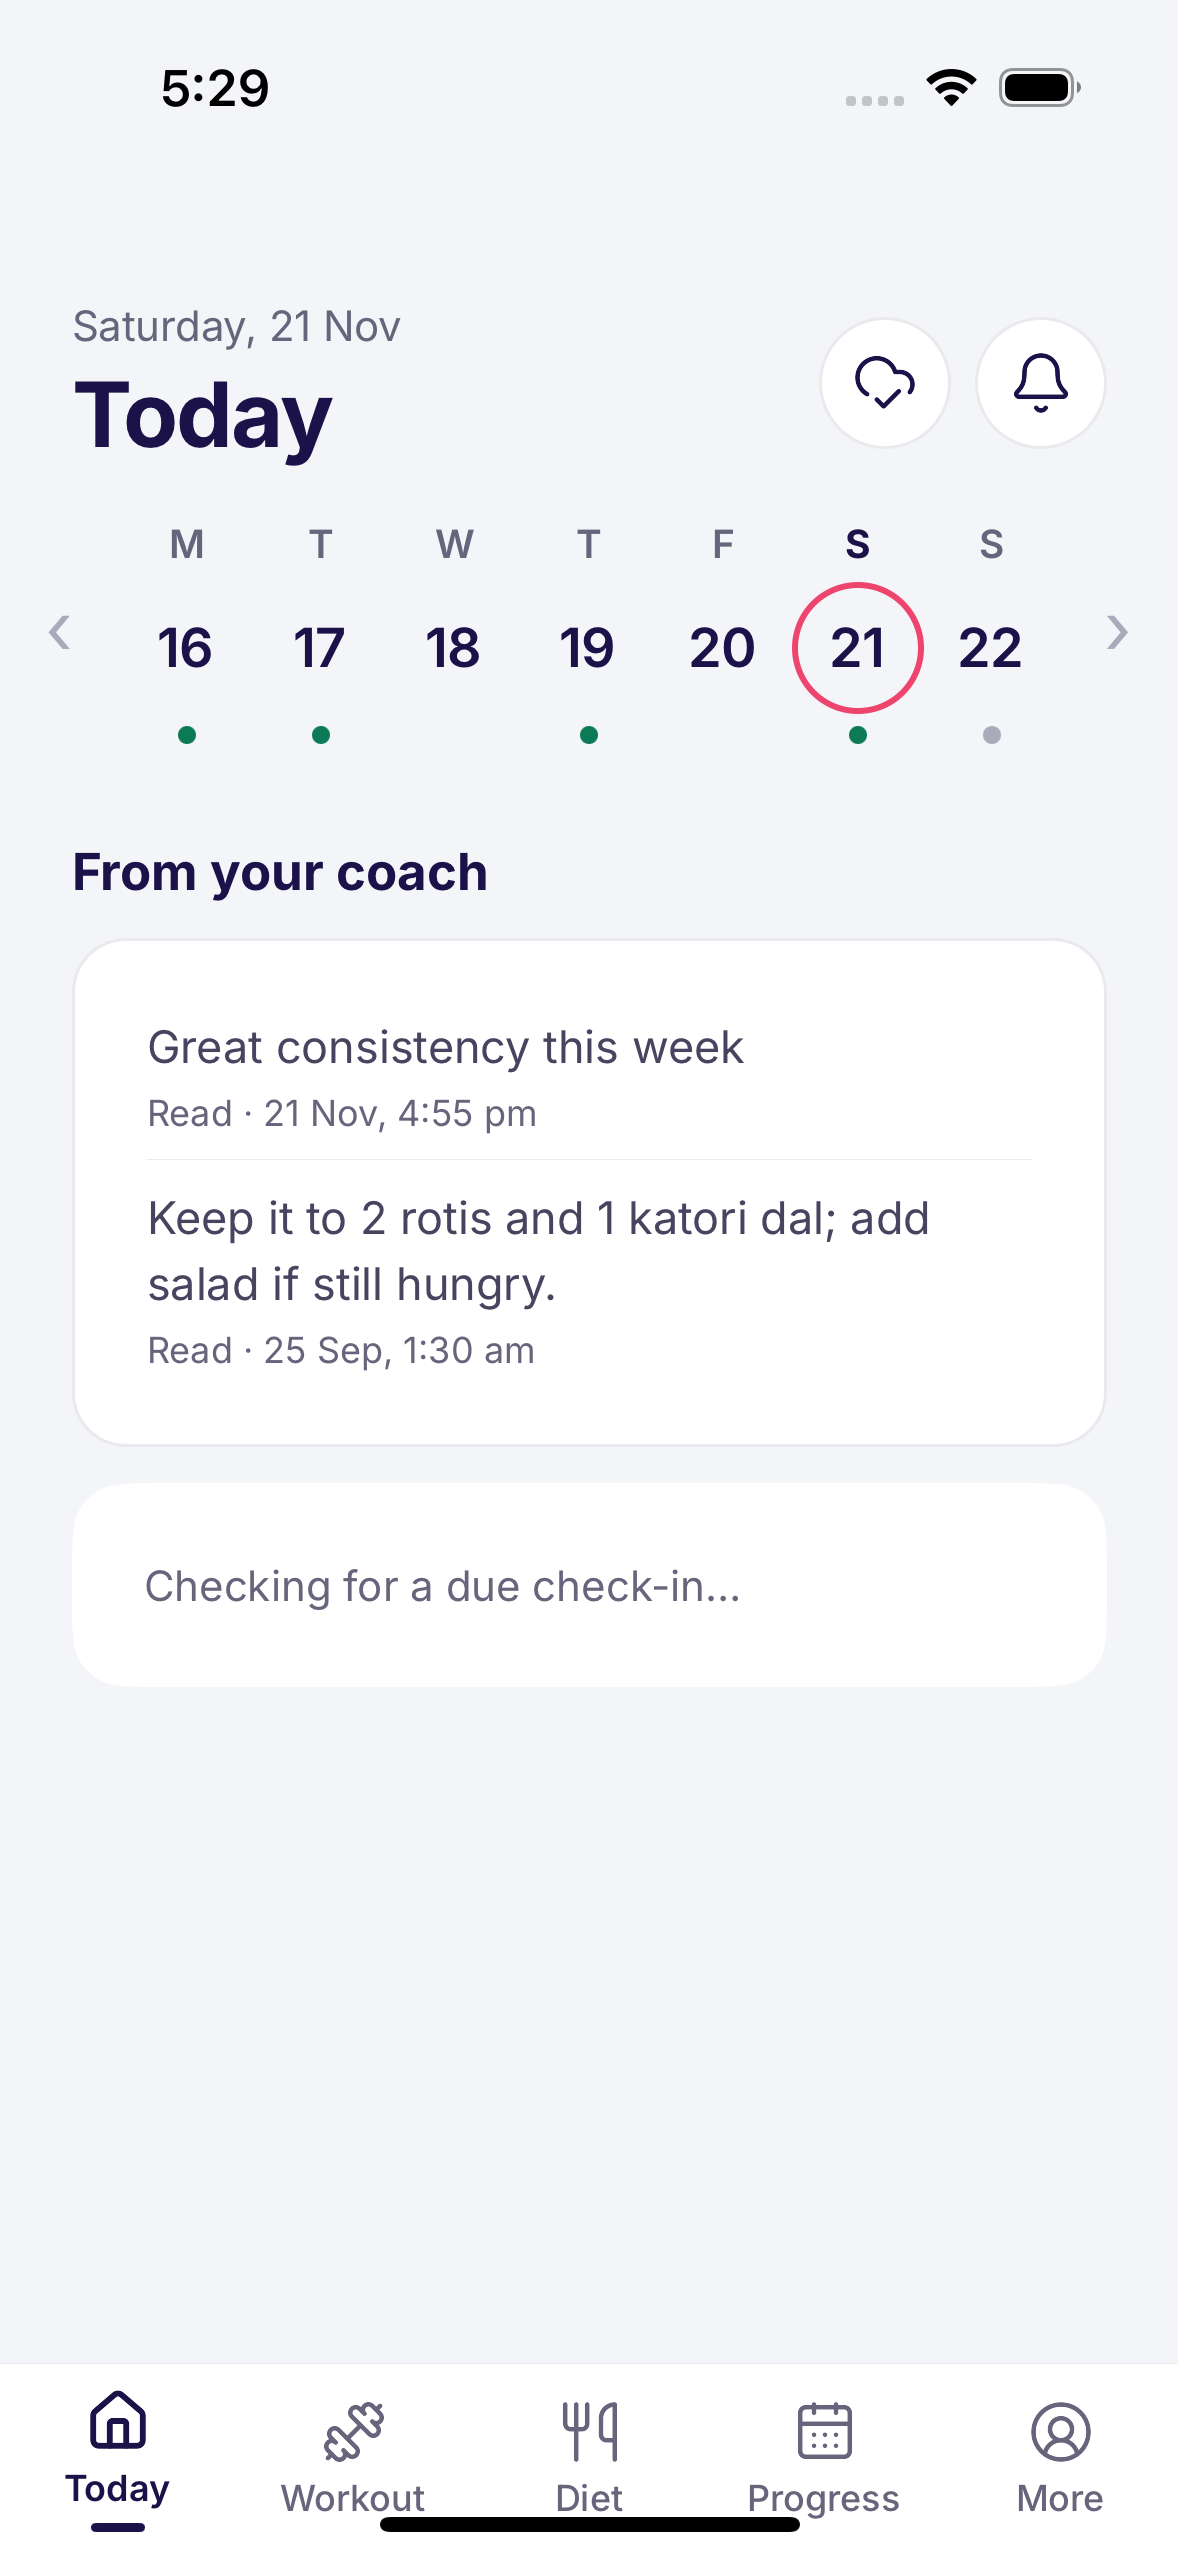 5:29
Saturday, 21 Nov
Today
M T W T F S S
16 17 18 19 20 21 22
From your coach
Great consistency this week
Read · 21 Nov, 4:55 pm
Keep it to 2 rotis and 1 katori dal; add
salad if still hungry.
Read · 25 Sep, 1:30 am
Checking for a due check-in...
Today Workout Diet Progress More